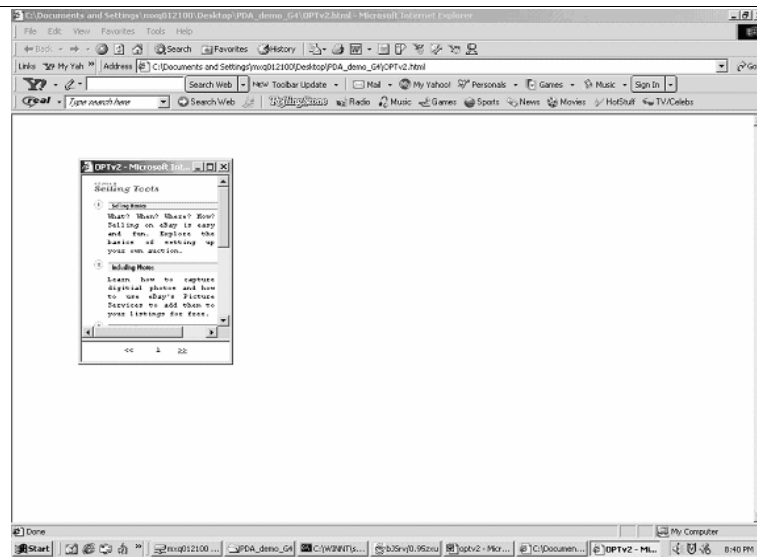 C:\Documents and Settings\mxq012100\Desktop\PDA_demo_G4\OPTv2.html - Microsoft Internet Explorer
File Edit View Favorites Tools Help
Back Search Favorites History
Links My Yah » Address C:\Documents and Settings\mxq012100\Desktop\PDA_demo_G4\OPTv2.html Go
Y! Search Web New Toolbar Update Mail My Yahoo! Personals Games Music Sign In
real Type search here Search Web RollingStone Radio Music Games Sports News Movies HotStuff TV/Celebs
OPTv2 - Microsoft Int...
Selling Tools
Selling Basics
What? When? Where? How?
Selling on eBay is easy
and fun. Explore the
basics of setting up
your own auction.
Including Photos
Learn how to capture
digitial photos and how
to use eBay's Picture
Services to add them to
your listings for free.
<< 1 >>
Done My Computer
Start » mxq012100 ... PDA_demo_G4 C:\WINNT\s... optv2 - Micr... C:\Documen... OPTv2 - Mi... 8:40 PM